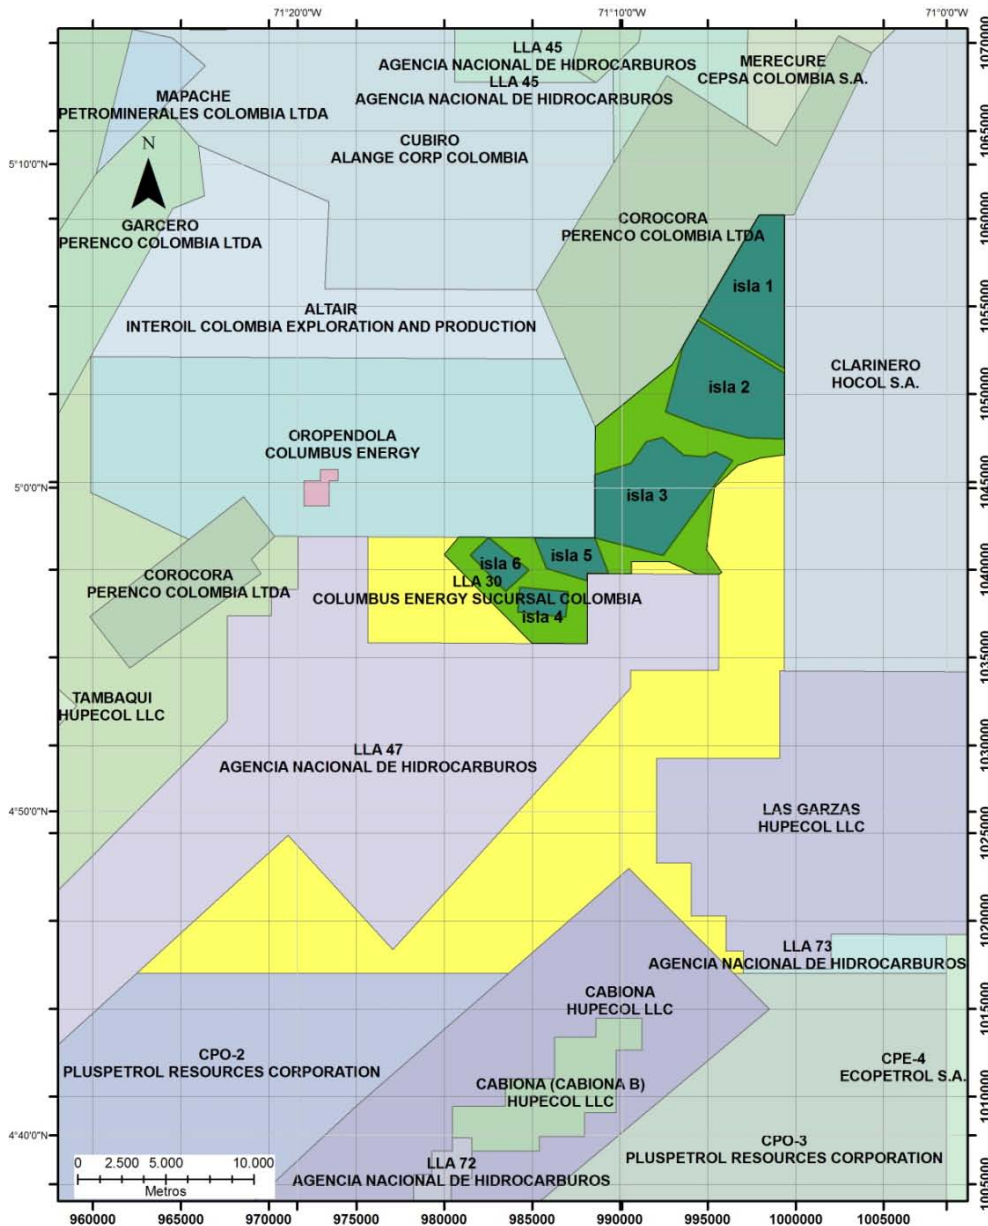 71°20'0"W
71°10'0"W
71°0'0"W
LLA 45
AGENCIA NACIONAL DE HIDROCARBUROS
LLA 45
AGENCIA NACIONAL DE HIDROCARBUROS
MERECURE
CEPSA COLOMBIA S.A.
1070000
MAPACHE
PETROMINERALES COLOMBIA LTDA
N
CUBIRO
ALANGE CORP COLOMBIA
1065000
5°10'0"N
GARCERO
PERENCO COLOMBIA LTDA
COROCORA
PERENCO COLOMBIA LTDA
1060000
isla 1
ALTAIR
INTEROIL COLOMBIA EXPLORATION AND PRODUCTION
1055000
CLARINERO
HOCOL S.A.
isla 2
1050000
OROPENDOLA
COLUMBUS ENERGY
5°0'0"N
isla 3
1045000
isla 5
isla 6
COROCORA
PERENCO COLOMBIA LTDA
LLA 30
COLUMBUS ENERGY SUCURSAL COLOMBIA
isla 4
1040000
1035000
TAMBAQUI
HUPECOL LLC
LLA 47
AGENCIA NACIONAL DE HIDROCARBUROS
1030000
4°50'0"N
LAS GARZAS
HUPECOL LLC
1025000
1020000
LLA 73
AGENCIA NACIONAL DE HIDROCARBUROS
CABIONA
HUPECOL LLC
1015000
CPO-2
PLUSPETROL RESOURCES CORPORATION
CPE-4
ECOPETROL S.A.
CABIONA (CABIONA B)
HUPECOL LLC
1010000
4°40'0"N
CPO-3
PLUSPETROL RESOURCES CORPORATION
0 2.500 5.000 10.000
Metros
LLA 72
AGENCIA NACIONAL DE HIDROCARBUROS
1005000
960000 965000 970000 975000 980000 985000 990000 995000 1000000 1005000